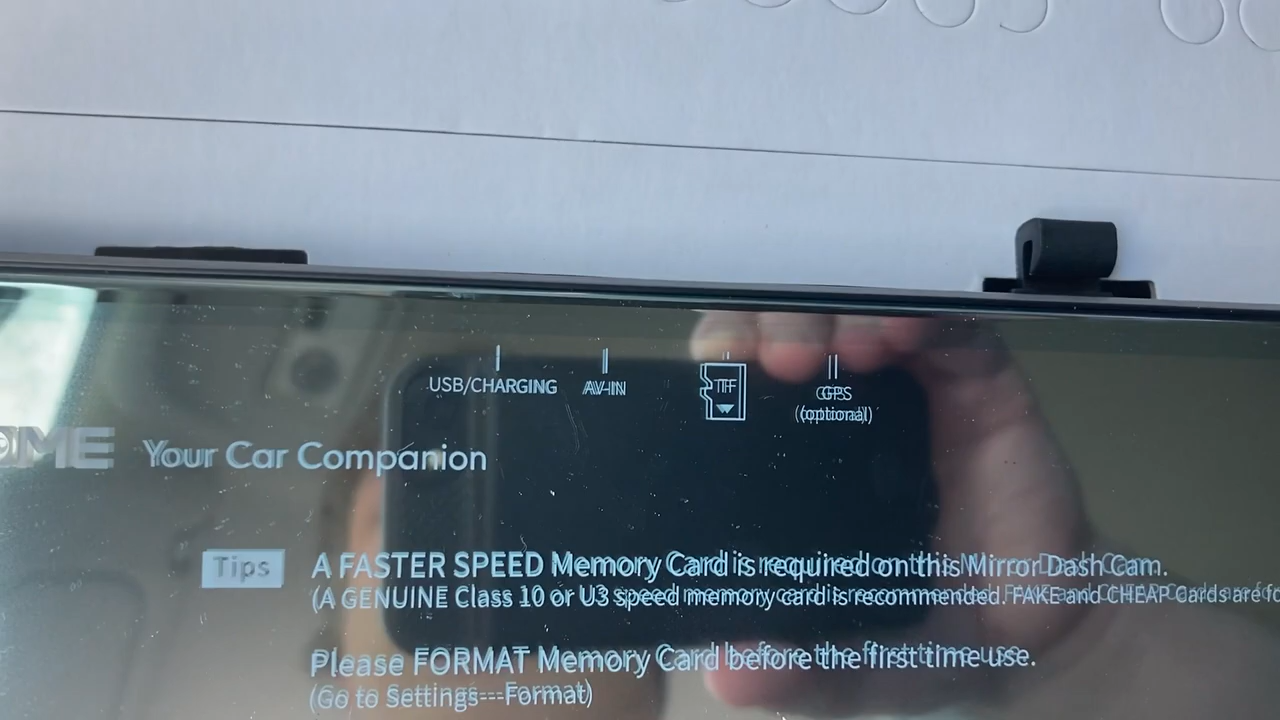 USB/CHARGING
AV-IN
TF
GPS
(optional)
OME Your Car Companion
Tips
A FASTER SPEED Memory Card is required on this Mirror Dash Cam.
(A GENUINE Class 10 or U3 speed memory card is recommended. FAKE and CHEAP Cards are fo
Please FORMAT Memory Card before the first time use.
(Go to Settings---Format)